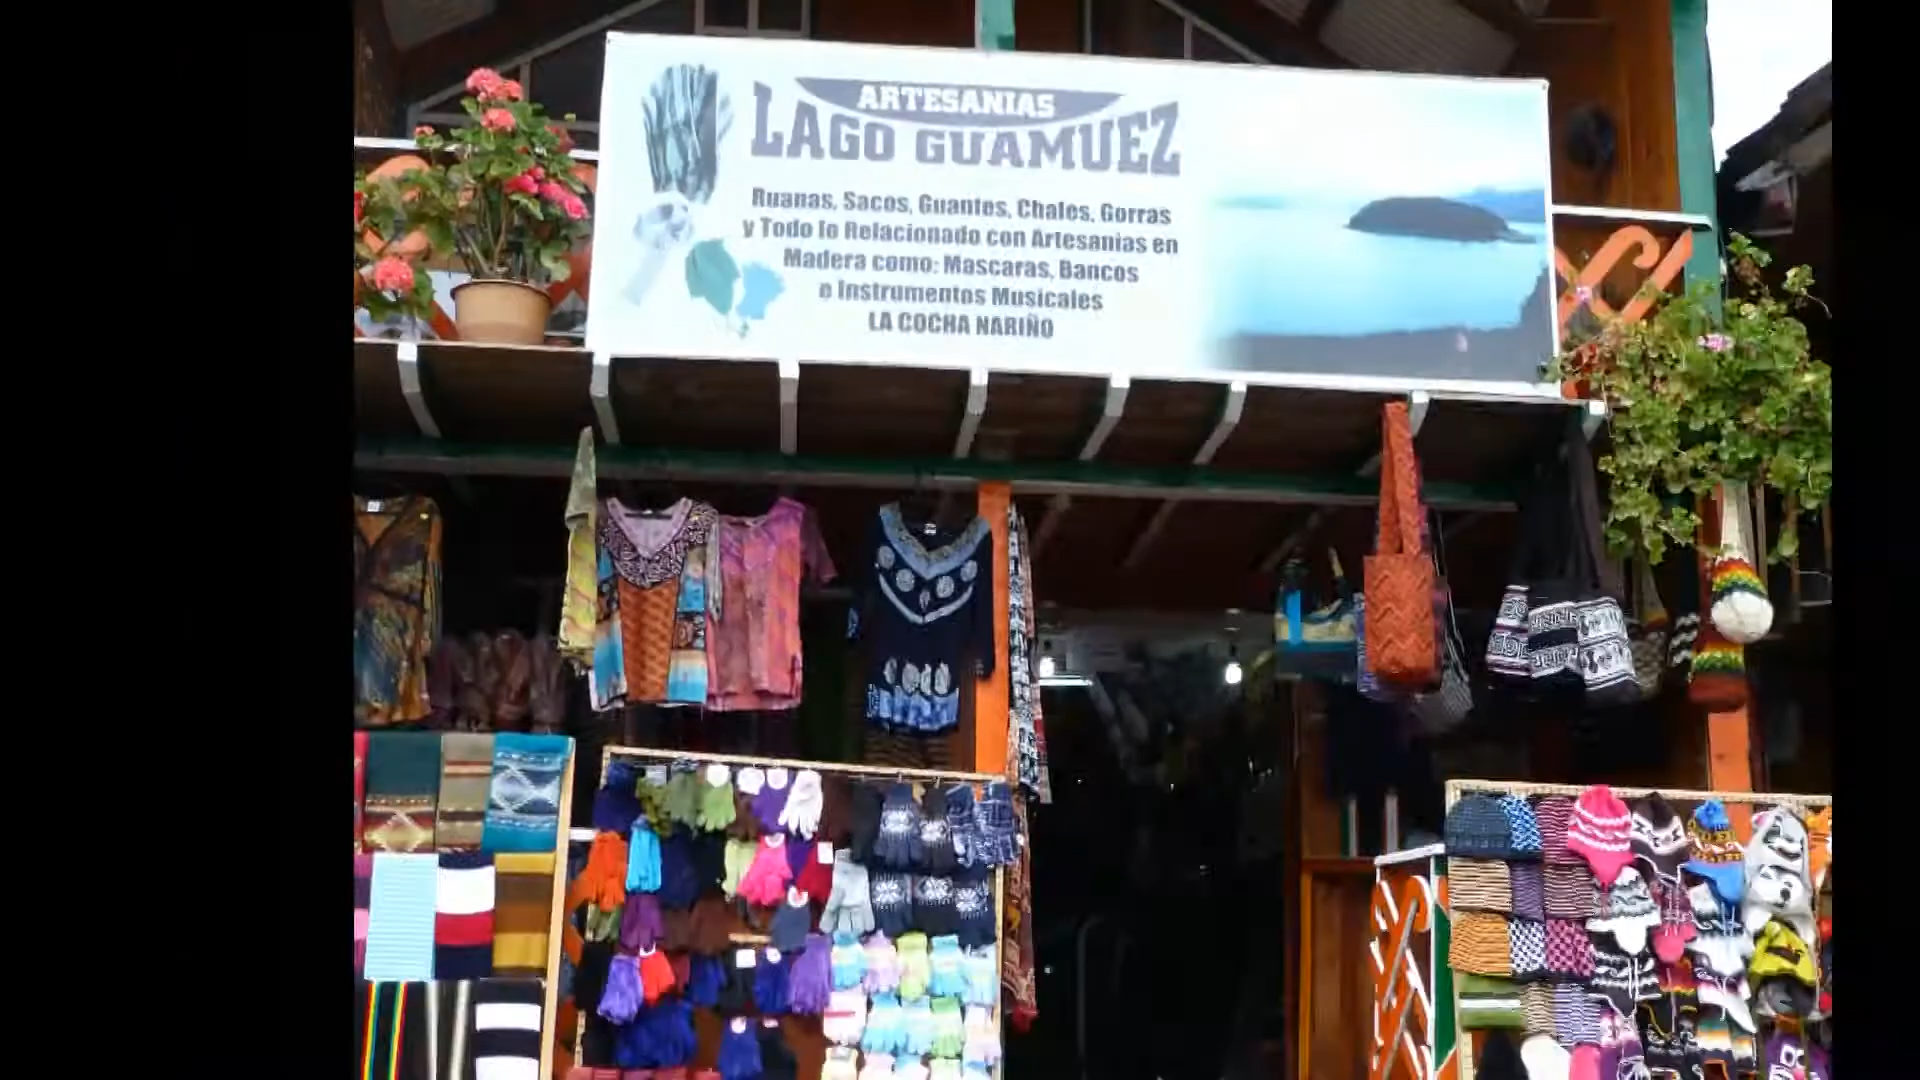 ARTESANIAS
LAGO GUAMUEZ
Ruanas, Sacos, Guantes, Chales, Gorras
y Todo lo Relacionado con Artesanias en
Madera como: Mascaras, Bancos
e Instrumentos Musicales
LA COCHA NARIÑO